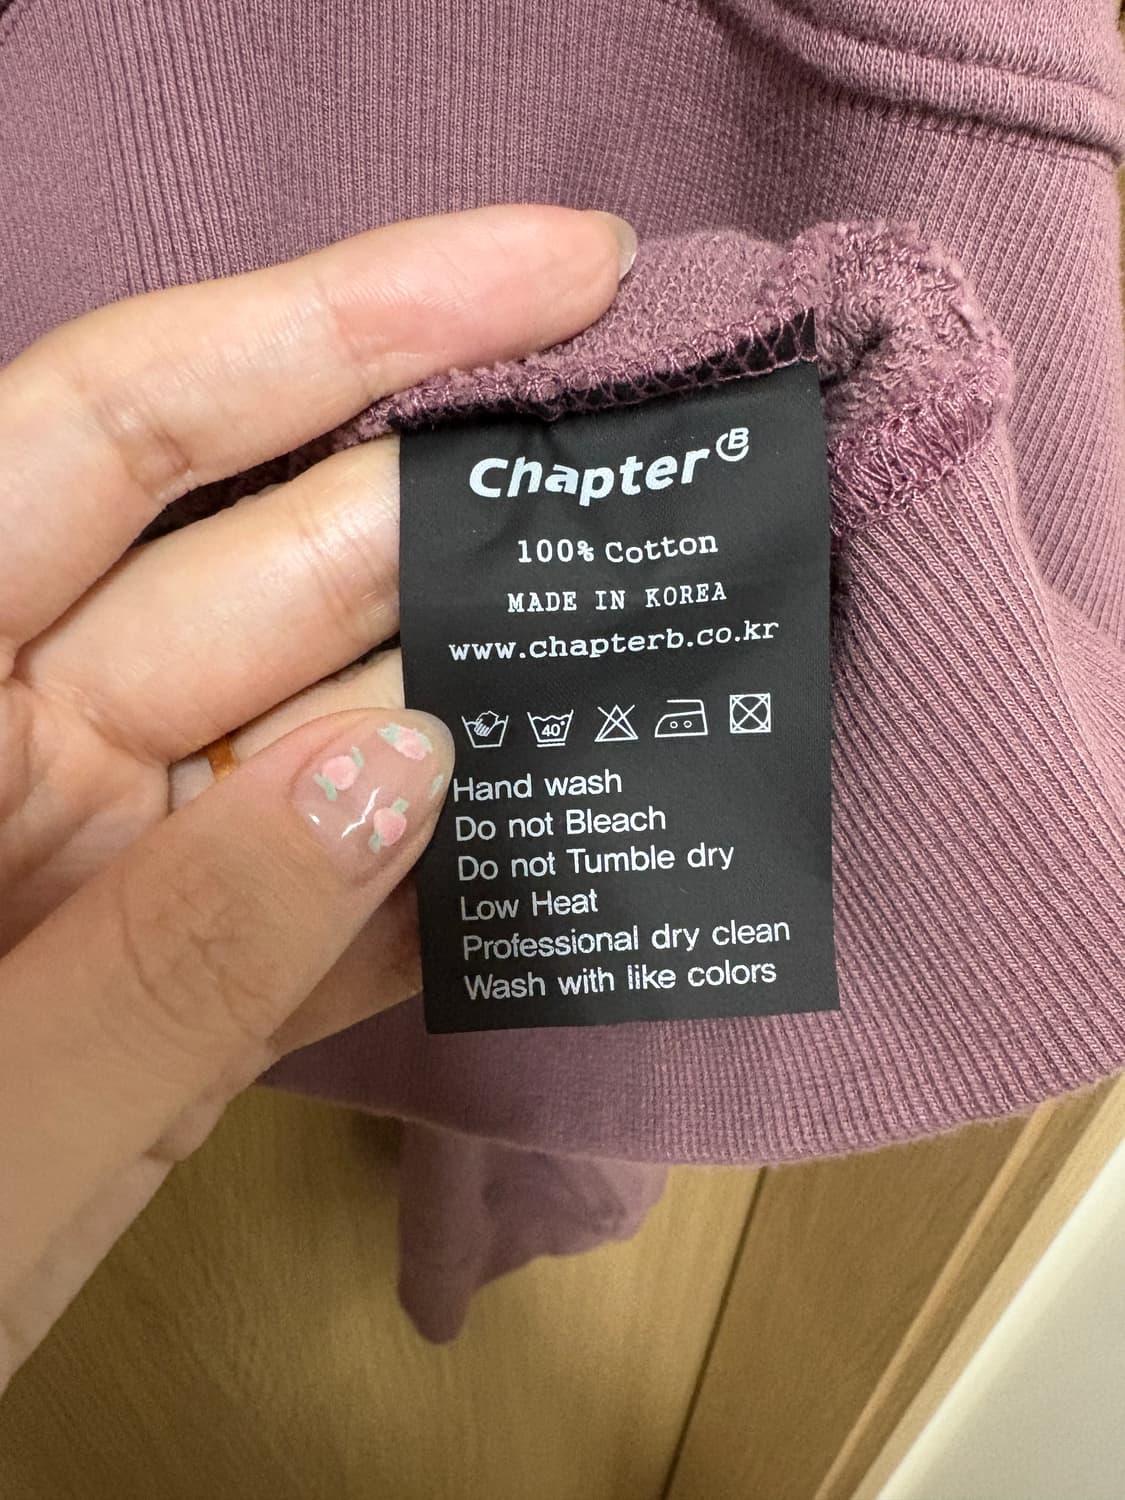 Chapter B
100% Cotton
MADE IN KOREA
www.chapterb.co.kr
40°
Hand wash
Do not Bleach
Do not Tumble dry
Low Heat
Professional dry clean
Wash with like colors